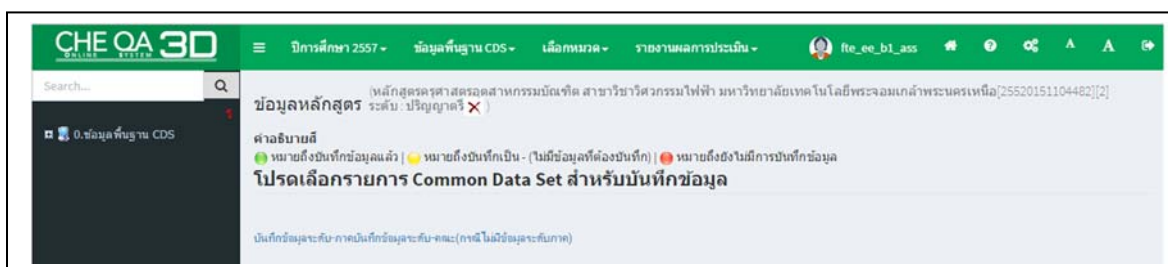 CHE QA 3D
ONLINE SYSTEM
ปีการศึกษา 2557
ข้อมูลพื้นฐาน CDS
เลือกหมวด
รายงานผลการประเมิน
fte_ee_b1_ass
A
A
Search...
1
0.ข้อมูลพื้นฐาน CDS
ข้อมูลหลักสูตร (หลักสูตรครุศาสตรอุตสาหกรรมบัณฑิต สาขาวิชาวิศวกรรมไฟฟ้า มหาวิทยาลัยเทคโนโลยีพระจอมเกล้าพระนครเหนือ[25520151104482][2]
ระดับ : ปริญญาตรี )
คำอธิบายสี
หมายถึงบันทึกข้อมูลแล้ว | หมายถึงบันทึกเป็น - (ไม่มีข้อมูลที่ต้องบันทึก) | หมายถึงยังไม่มีการบันทึกข้อมูล
โปรดเลือกรายการ Common Data Set สำหรับบันทึกข้อมูล
บันทึกข้อมูลระดับ-ภาคบันทึกข้อมูลระดับ-คณะ(กรณีไม่มีข้อมูลระดับภาค)